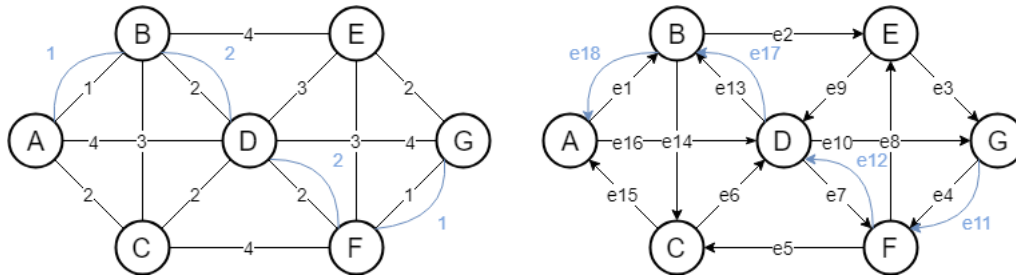 B 4 E
1 2
1 2 3 2
A 4 3 D 3 4 G
2
2 2 2 1
1
C 4 F
B e2 E
e18 e17
e1 e13 e9 e3
A e16 e14 D e10 e8 G
e12
e15 e6 e7 e4
e11
C e5 F